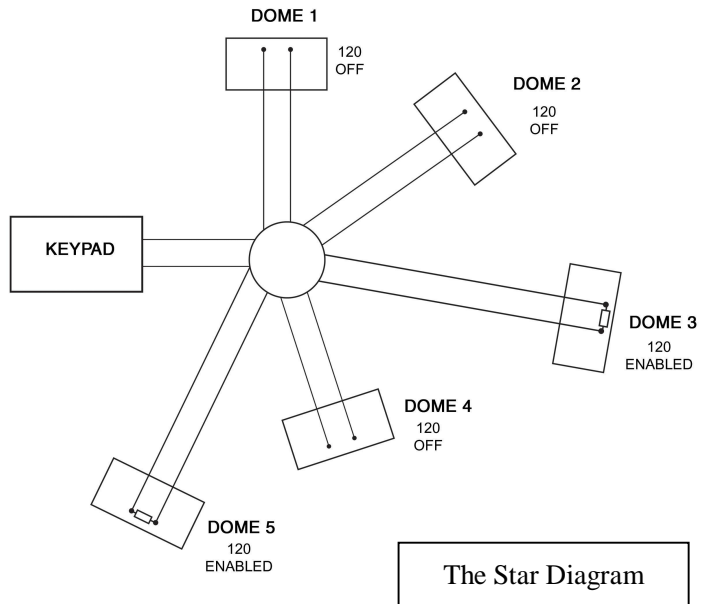 DOME 1
120
OFF
DOME 2
120
OFF
KEYPAD
DOME 3
120
ENABLED
DOME 4
120
OFF
DOME 5
120
ENABLED
The Star Diagram